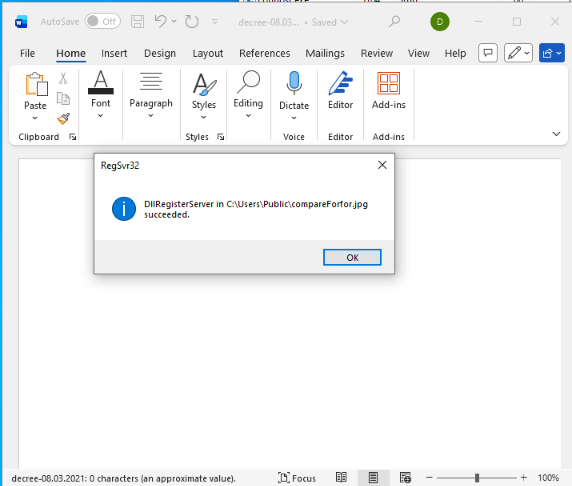 AutoSave Off decree-08.03... • Saved D
File Home Insert Design Layout References Mailings Review View Help
Paste Font Paragraph Styles Editing Dictate Editor Add-ins
Clipboard Styles Voice Editor Add-ins
RegSvr32
DllRegisterServer in C:\Users\Public\compareForfor.jpg
succeeded.
OK
decree-08.03.2021: 0 characters (an approximate value). Focus 100%